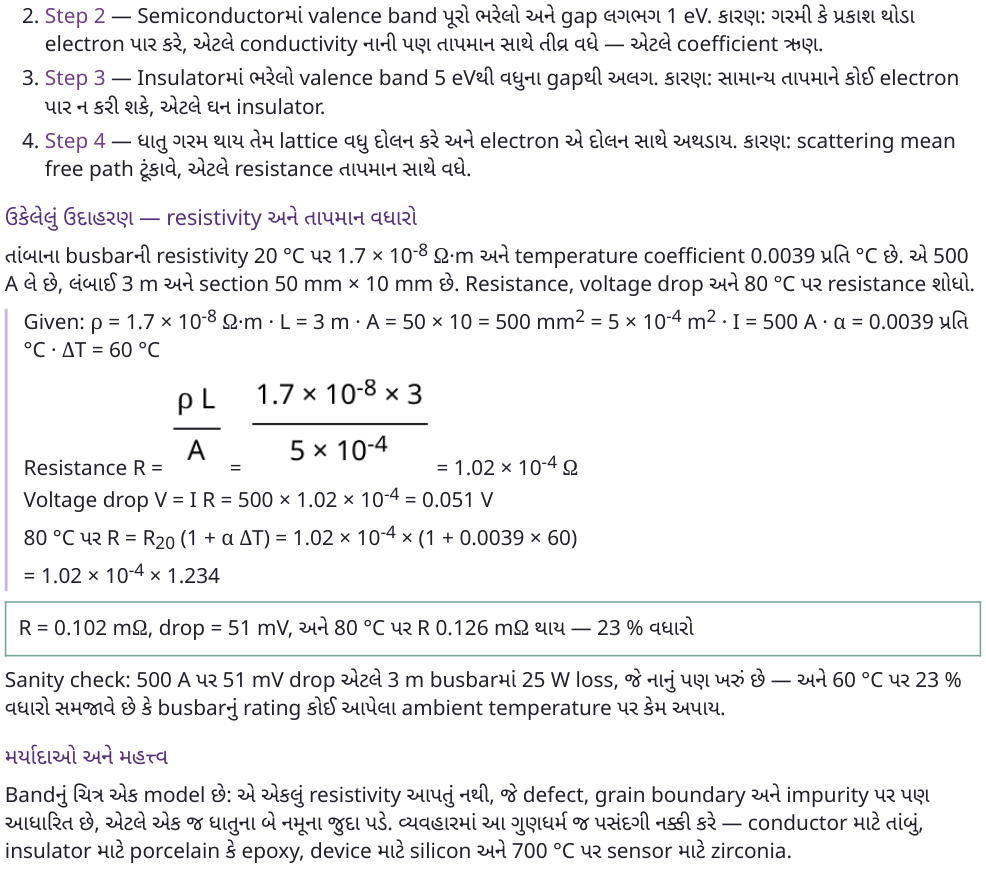 2. Step 2 — Semiconductorમાં valence band પૂરો ભરેલો અને gap લગભગ 1 eV. કારણ: ગરમી કે પ્રકાશ થોડા
electron પાર કરે, એટલે conductivity નાની પણ તાપમાન સાથે તીવ્ર વધે — એટલે coefficient ઋણ.
3. Step 3 — Insulatorમાં ભરેલો valence band 5 eVથી વધુના gapથી અલગ. કારણ: સામાન્ય તાપમાને કોઈ electron
પાર ન કરી શકે, એટલે ઘન insulator.
4. Step 4 — ધાતુ ગરમ થાય તેમ lattice વધુ દોલન કરે અને electron એ દોલન સાથે અથડાય. કારણ: scattering mean
free path ટૂંકાવે, એટલે resistance તાપમાન સાથે વધે.
ઉકેલેલું ઉદાહરણ — resistivity અને તાપમાન વધારો
તાંબાના busbarની resistivity 20 °C પર 1.7 × 10⁻⁸ Ω·m અને temperature coefficient 0.0039 પ્રતિ °C છે. એ 500
A લે છે, લંબાઈ 3 m અને section 50 mm × 10 mm છે. Resistance, voltage drop અને 80 °C પર resistance શોધો.
Given: ρ = 1.7 × 10⁻⁸ Ω·m · L = 3 m · A = 50 × 10 = 500 mm² = 5 × 10⁻⁴ m² · I = 500 A · α = 0.0039 પ્રતિ
°C · ΔT = 60 °C
Resistance R = ρ L / A = 1.7 × 10⁻⁸ × 3 / 5 × 10⁻⁴ = 1.02 × 10⁻⁴ Ω
Voltage drop V = I R = 500 × 1.02 × 10⁻⁴ = 0.051 V
80 °C પર R = R₂₀ (1 + α ΔT) = 1.02 × 10⁻⁴ × (1 + 0.0039 × 60)
= 1.02 × 10⁻⁴ × 1.234
R = 0.102 mΩ, drop = 51 mV, અને 80 °C પર R 0.126 mΩ થાય — 23 % વધારો
Sanity check: 500 A પર 51 mV drop એટલે 3 m busbarમાં 25 W loss, જે નાનું પણ ખરું છે — અને 60 °C પર 23 %
વધારો સમજાવે છે કે busbarનું rating કોઈ આપેલા ambient temperature પર કેમ અપાય.
મર્યાદાઓ અને મહત્ત્વ
Bandનું ચિત્ર એક model છે: એ એકલું resistivity આપતું નથી, જે defect, grain boundary અને impurity પર પણ
આધારિત છે, એટલે એક જ ધાતુના બે નમૂના જુદા પડે. વ્યવહારમાં આ ગુણધર્મ જ પસંદગી નક્કી કરે — conductor માટે તાંબું,
insulator માટે porcelain કે epoxy, device માટે silicon અને 700 °C પર sensor માટે zirconia.